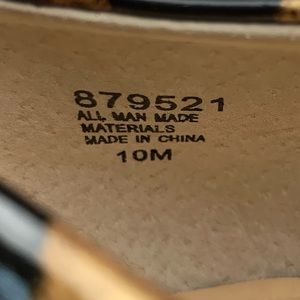 879521
ALL MAN MADE
MATERIALS
MADE IN CHINA
10M